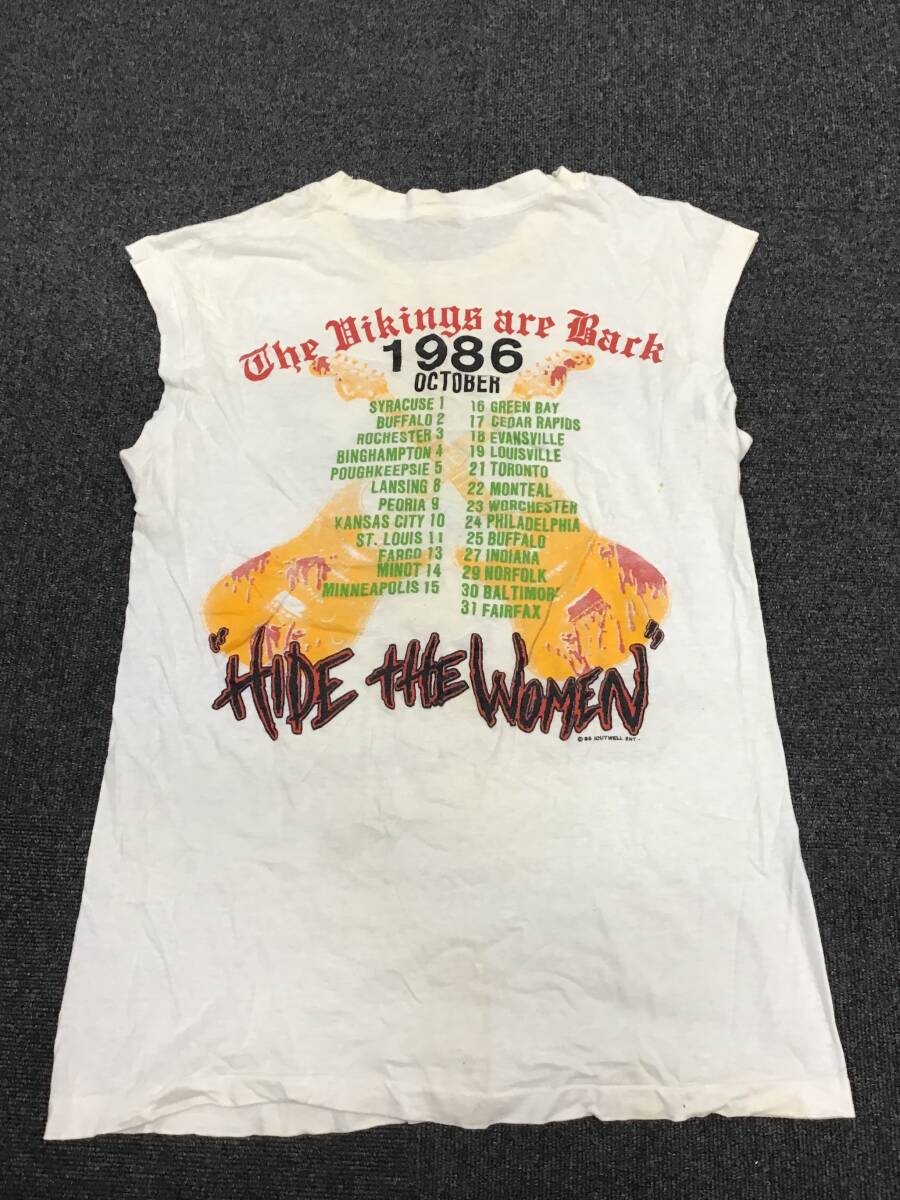 The Vikings are Back
1986
OCTOBER
SYRACUSE 1
BUFFALO 2
ROCHESTER 3
BINGHAMPTON 4
POUGHKEEPSIE 5
LANSING 8
PEORIA 9
KANSAS CITY 10
ST. LOUIS 11
FARGO 13
MINOT 14
MINNEAPOLIS 15
16 GREEN BAY
17 CEDAR RAPIDS
18 EVANSVILLE
19 LOUISVILLE
21 TORONTO
22 MONTEAL
23 WORCHESTER
24 PHILADELPHIA
25 BUFFALO
27 INDIANA
29 NORFOLK
30 BALTIMORE
31 FAIRFAX
"HIDE THE WOMEN"